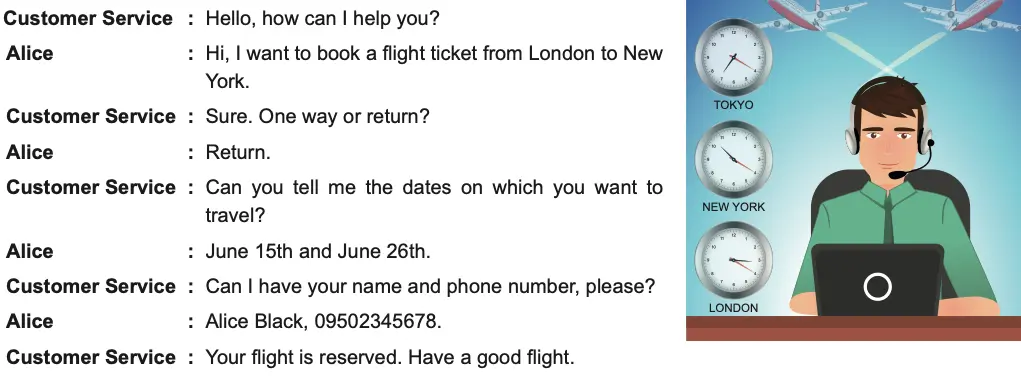 Customer Service : Hello, how can I help you?
Alice : Hi, I want to book a flight ticket from London to New
York.
Customer Service : Sure. One way or return?
Alice : Return.
Customer Service : Can you tell me the dates on which you want to
travel?
Alice : June 15th and June 26th.
Customer Service : Can I have your name and phone number, please?
Alice : Alice Black, 09502345678.
Customer Service : Your flight is reserved. Have a good flight.
TOKYO
NEW YORK
LONDON